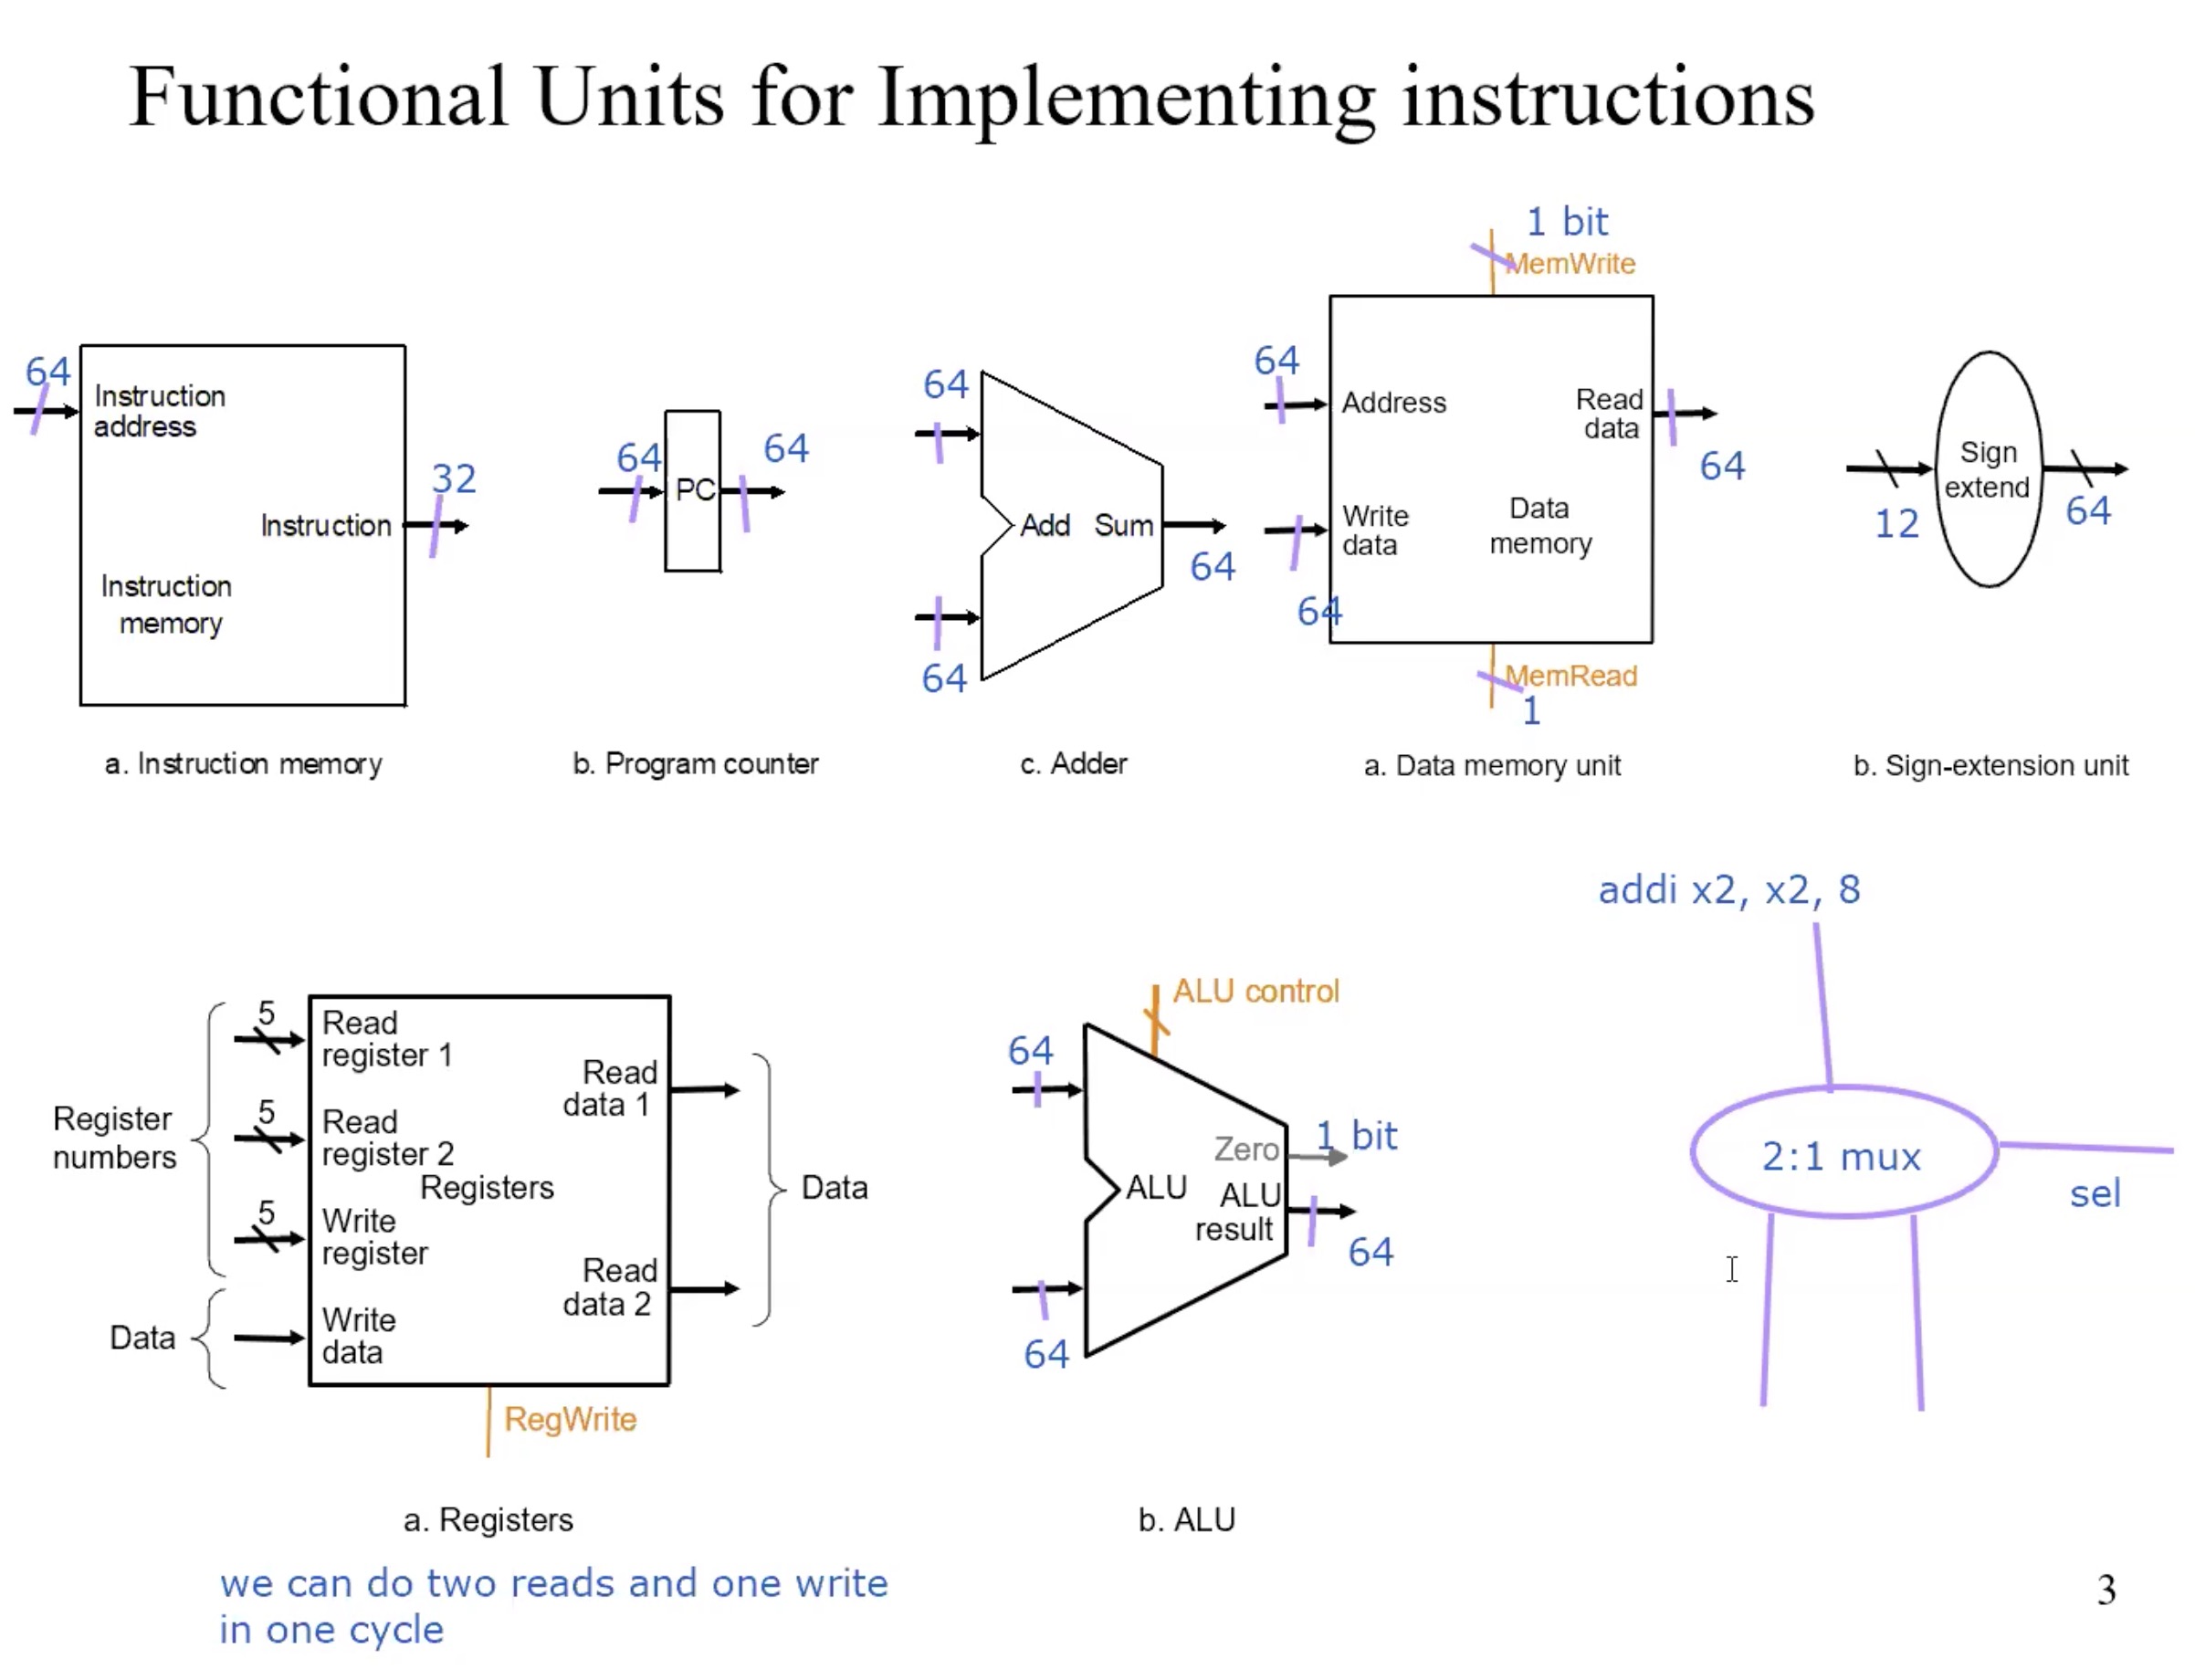 Functional Units for Implementing instructions
1 bit
MemWrite
64
Instruction
address
32
Instruction
Instruction
memory
a. Instruction memory
64
64
PC
b. Program counter
64
Add Sum
64
64
c. Adder
64
Address
Read
data
64
Write
data
Data
memory
64
MemRead
1
a. Data memory unit
Sign
extend
12
64
b. Sign-extension unit
Register
numbers
5
Read
register 1
5
Read
register 2
Registers
5
Write
register
Data
Write
data
Read
data 1
Read
data 2
Data
RegWrite
a. Registers
we can do two reads and one write
in one cycle
ALU control
64
Zero
1 bit
ALU
ALU
result
64
64
b. ALU
addi x2, x2, 8
2:1 mux
sel
3